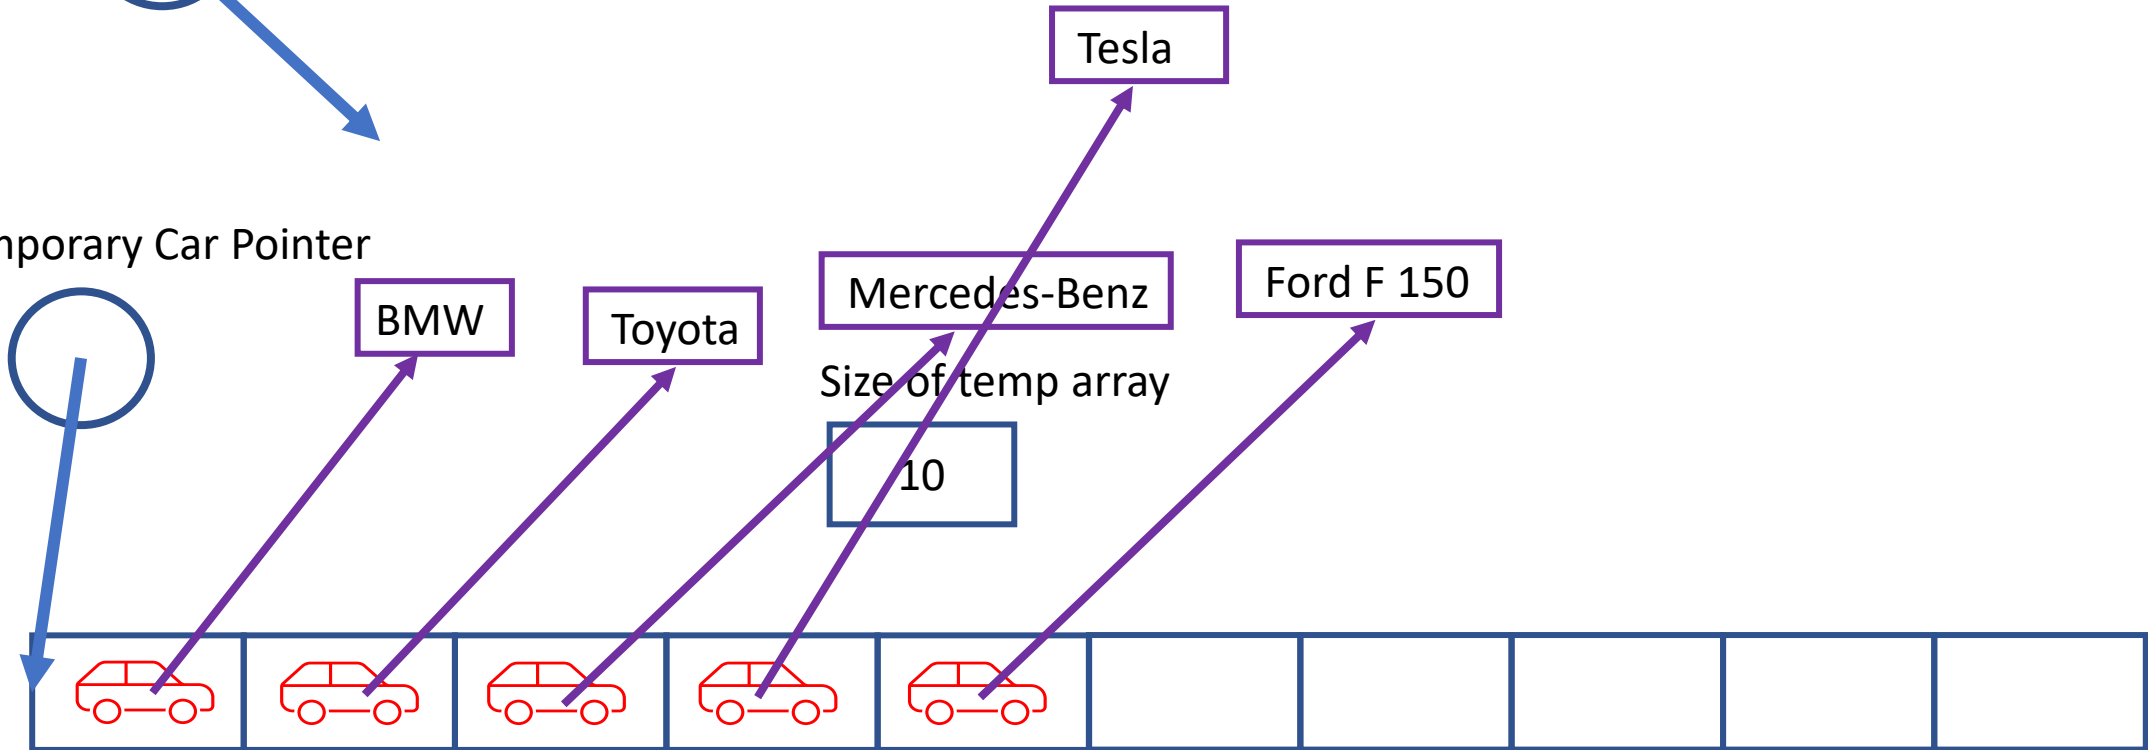 Tesla
mporary Car Pointer
BMW
Toyota
Mercedes-Benz
Ford F 150
Size of temp array
10